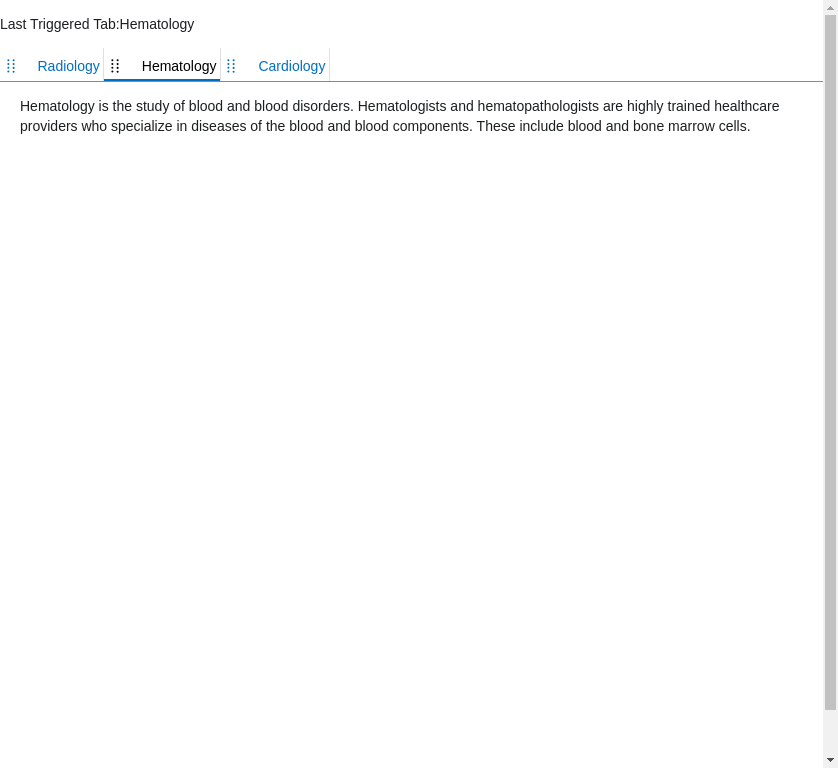 Last Triggered Tab:Hematology
Radiology Hematology Cardiology
Hematology is the study of blood and blood disorders. Hematologists and hematopathologists are highly trained healthcare
providers who specialize in diseases of the blood and blood components. These include blood and bone marrow cells.